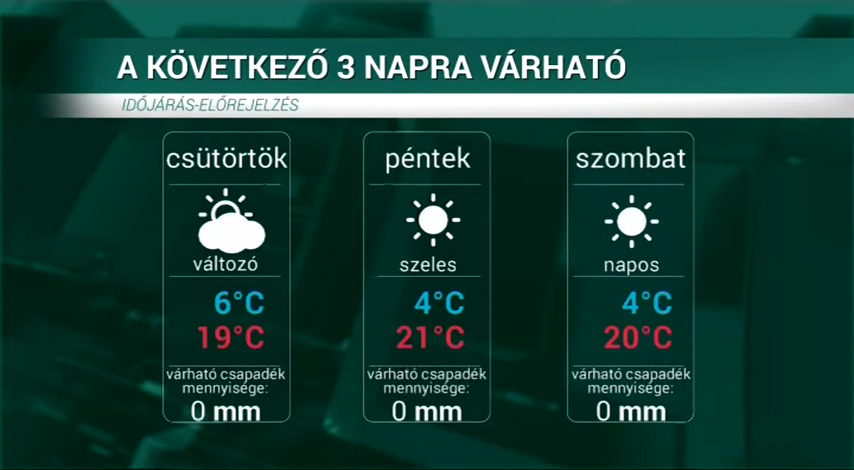 A KÖVETKEZŐ 3 NAPRA VÁRHATÓ
IDŐJÁRÁS-ELŐREJELZÉS
csütörtök
változó
6°C
19°C
várható csapadék
mennyisége:
0 mm
péntek
szeles
4°C
21°C
várható csapadék
mennyisége:
0 mm
szombat
napos
4°C
20°C
várható csapadék
mennyisége:
0 mm